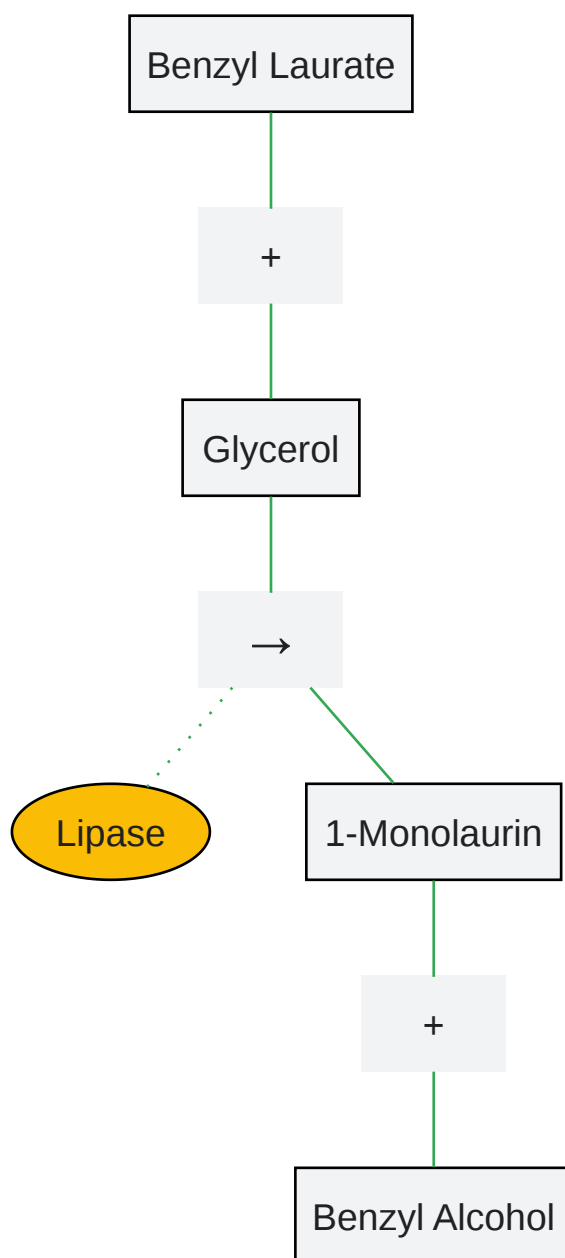 Benzyl Laurate
+
Glycerol
→
Lipase
1-Monolaurin
+
Benzyl Alcohol